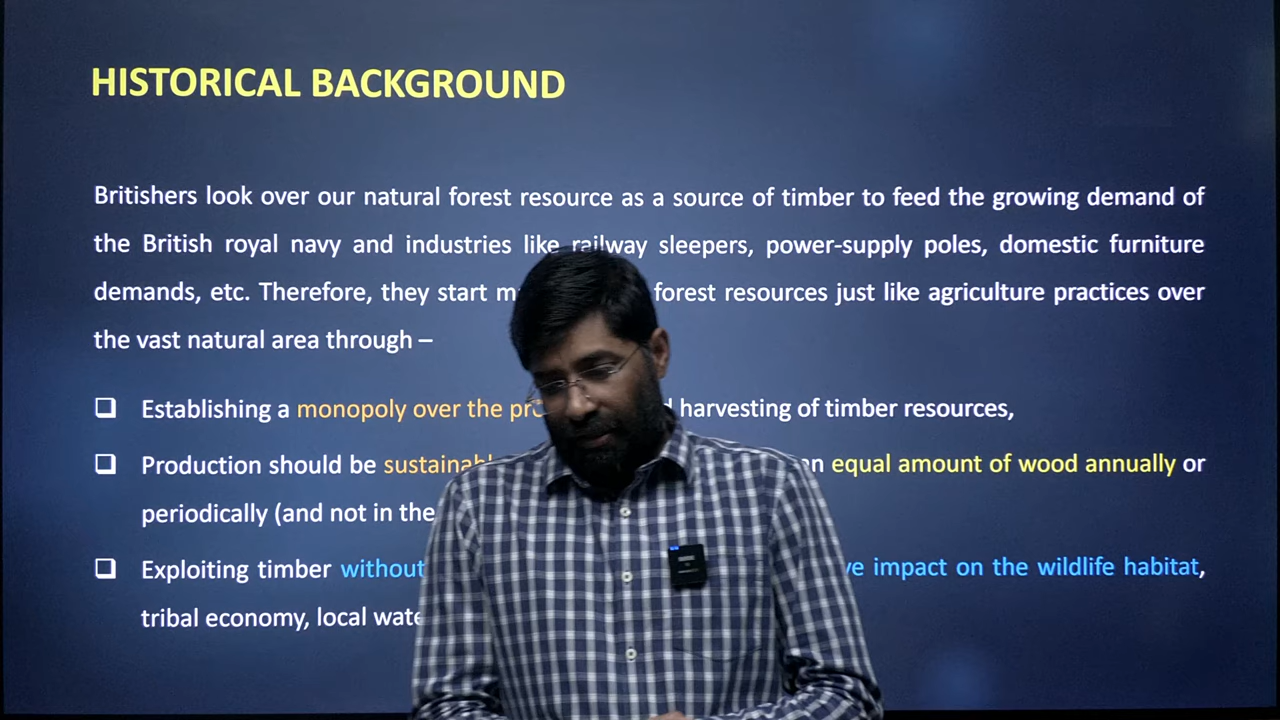 HISTORICAL BACKGROUND
Britishers look over our natural forest resource as a source of timber to feed the growing demand of
the British royal navy and industries like railway sleepers, power-supply poles, domestic furniture
demands, etc. Therefore, they start forest resources just like agriculture practices over
the vast natural area through –
❑ Establishing a monopoly over the harvesting of timber resources,
❑ Production should be equal amount of wood annually or
periodically (and not in the
❑ Exploiting timber without impact on the wildlife habitat,
tribal economy, local